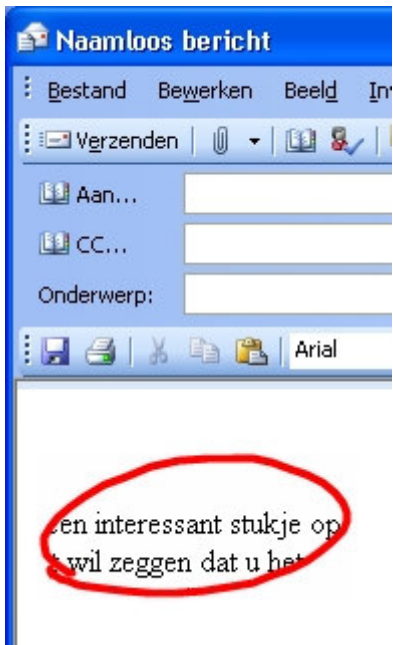 Naamloos bericht
Bestand Bewerken Beeld
Verzenden
Aan...
CC...
Onderwerp:
Arial
een interessant stukje op
wil zeggen dat u het